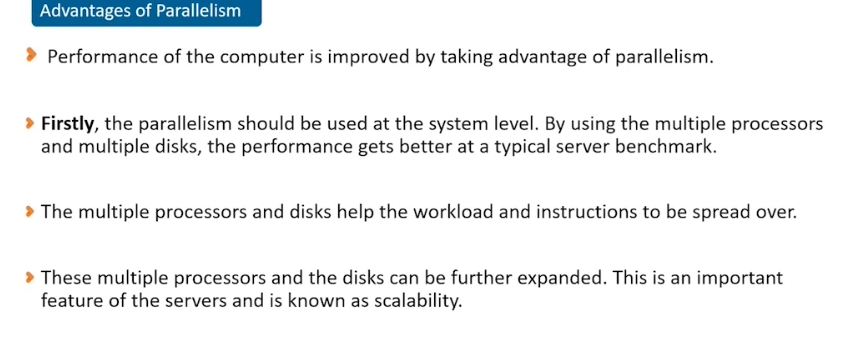 Advantages of Parallelism
Performance of the computer is improved by taking advantage of parallelism.
Firstly, the parallelism should be used at the system level. By using the multiple processors
and multiple disks, the performance gets better at a typical server benchmark.
The multiple processors and disks help the workload and instructions to be spread over.
These multiple processors and the disks can be further expanded. This is an important
feature of the servers and is known as scalability.